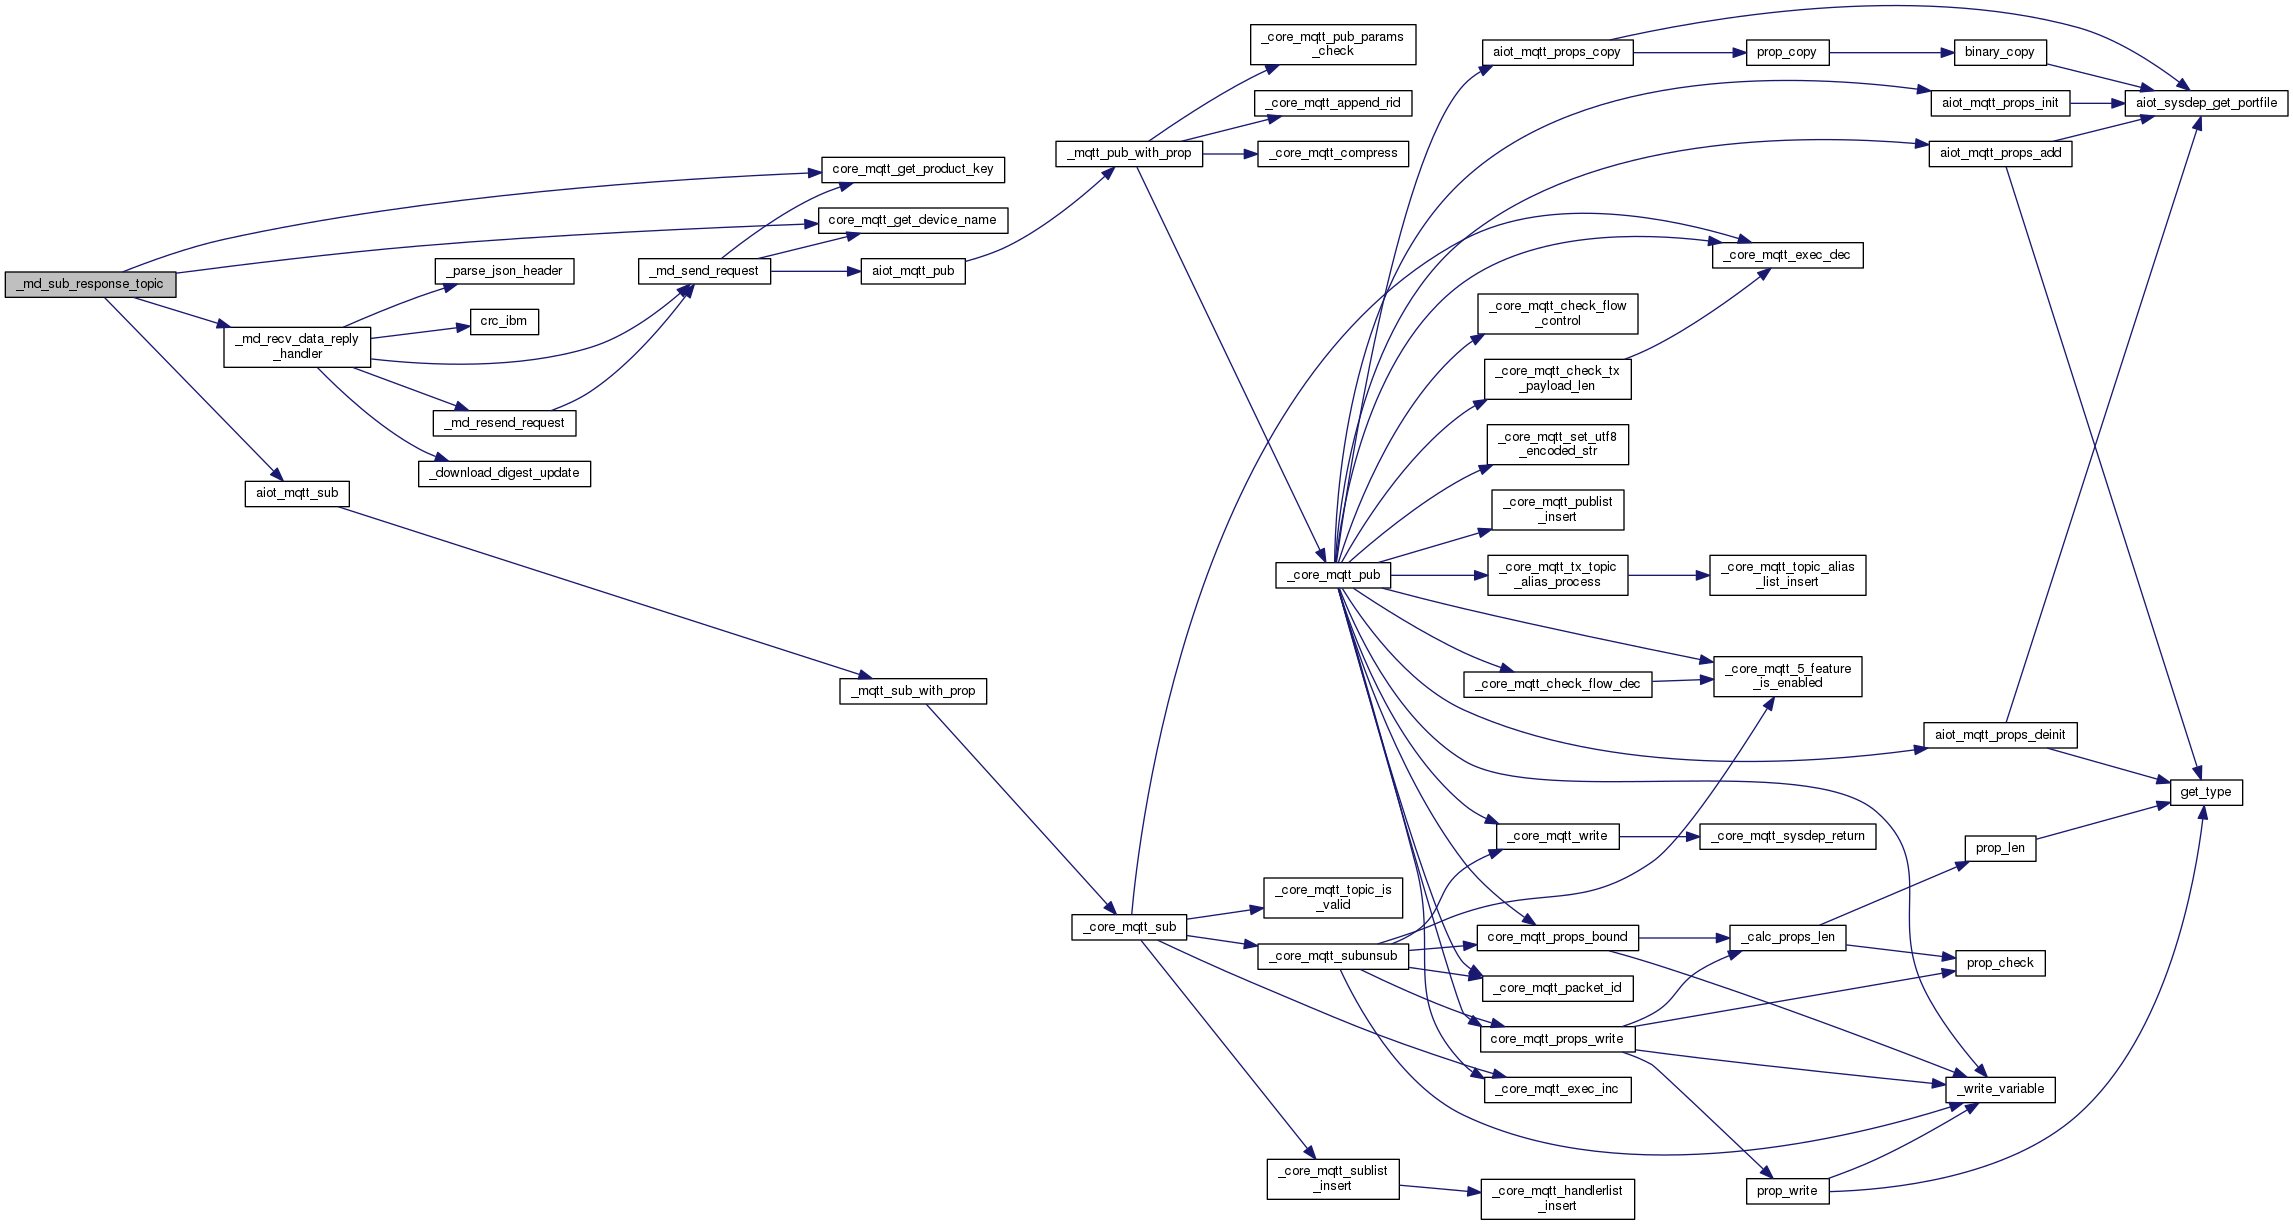 _md_sub_response_topic
core_mqtt_get_product_key
core_mqtt_get_device_name
_md_recv_data_reply
_handler
_parse_json_header
crc_ibm
_md_send_request
_md_resend_request
_download_digest_update
aiot_mqtt_sub
aiot_mqtt_pub
_mqtt_pub_with_prop
_core_mqtt_pub_params
_check
_core_mqtt_append_rid
_core_mqtt_compress
_mqtt_sub_with_prop
_core_mqtt_pub
_core_mqtt_sub
aiot_mqtt_props_copy
prop_copy
binary_copy
aiot_mqtt_props_init
aiot_sysdep_get_portfile
aiot_mqtt_props_add
_core_mqtt_exec_dec
_core_mqtt_check_flow
_control
_core_mqtt_check_tx
_payload_len
_core_mqtt_set_utf8
_encoded_str
_core_mqtt_publist
_insert
_core_mqtt_tx_topic
_alias_process
_core_mqtt_topic_alias
_list_insert
_core_mqtt_5_feature
_is_enabled
_core_mqtt_check_flow_dec
aiot_mqtt_props_deinit
get_type
_core_mqtt_write
_core_mqtt_sysdep_return
prop_len
_core_mqtt_topic_is
_valid
_core_mqtt_subunsub
core_mqtt_props_bound
_calc_props_len
prop_check
_core_mqtt_packet_id
core_mqtt_props_write
_core_mqtt_exec_inc
_write_variable
_core_mqtt_sublist
_insert
_core_mqtt_handlerlist
_insert
prop_write